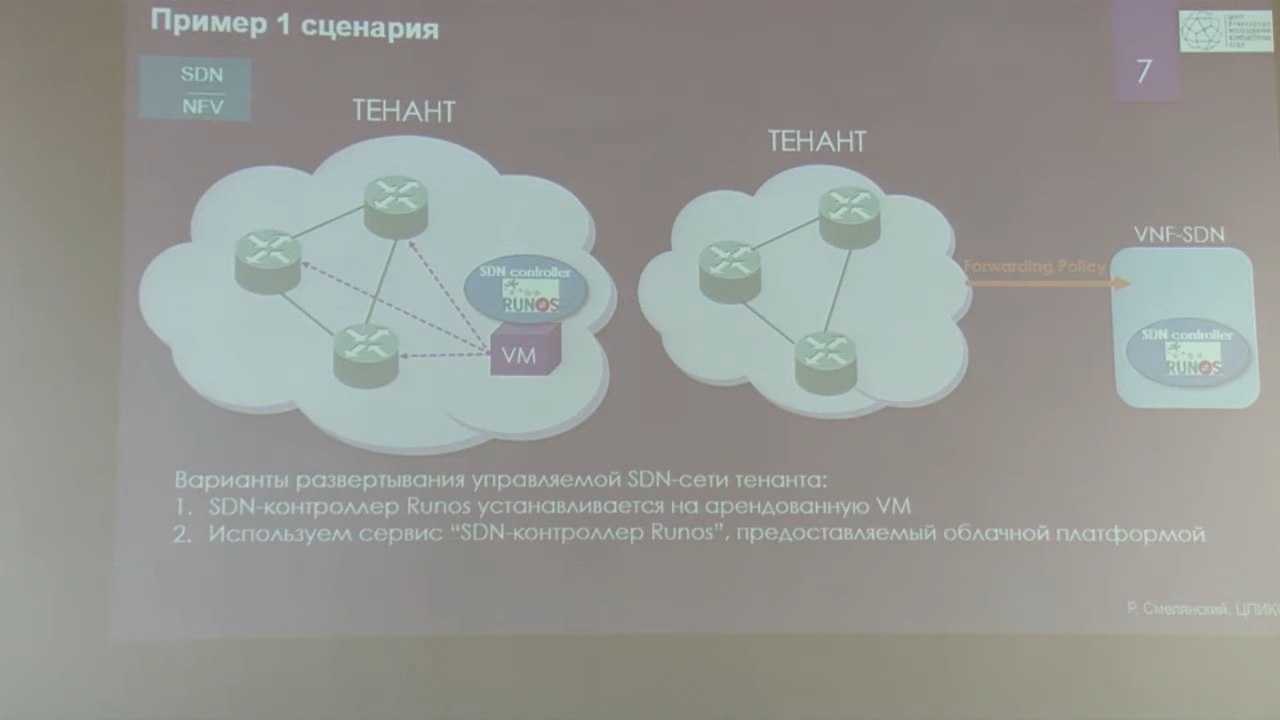 Пример 1 сценария
7
SDN
NFV
ТЕНАНТ
ТЕНАНТ
VNF-SDN
Forwarding Policy
SDN controller
RUNOS
VM
SDN controller
RUNOS
Варианты развертывания управляемой SDN-сети тенанта:
1. SDN-контроллер Runos устанавливается на арендованную VM
2. Используем сервис “SDN-контроллер Runos”, предоставляемый облачной платформой
Р. Смелянский, ЦПИКС